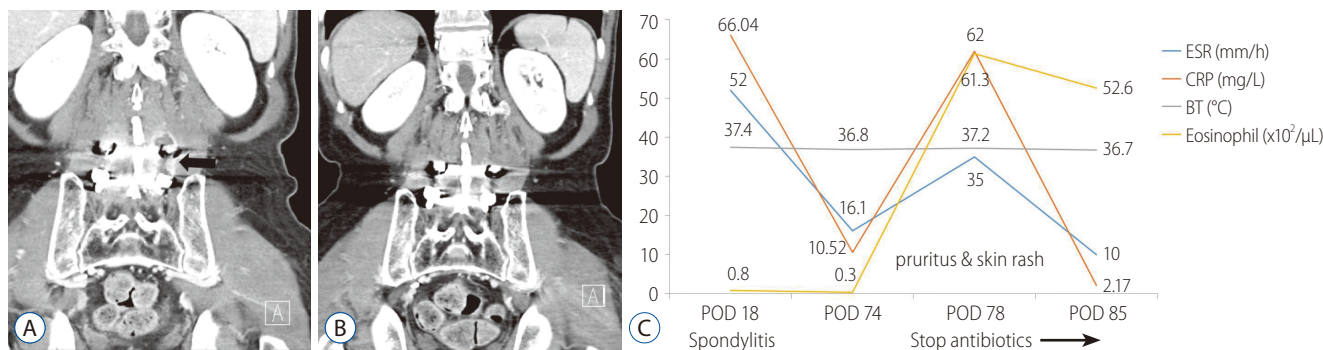 A
A
A
B
C
70
60
50
40
30
20
10
0
66.04
52
37.4
0.8
36.8
16.1
10.52
0.3
62
61.3
37.2
35
52.6
36.7
10
2.17
pruritus & skin rash
POD 18
POD 74
POD 78
POD 85
Spondylitis
Stop antibiotics
ESR (mm/h)
CRP (mg/L)
BT (°C)
Eosinophil (x10²/μL)